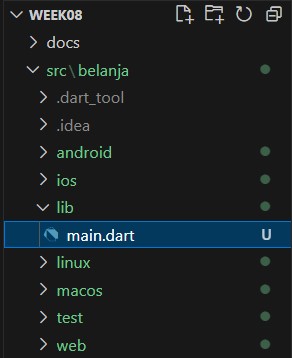 WEEK08
docs
src\belanja
.dart_tool
.idea
android
ios
lib
main.dart U
linux
macos
test
web